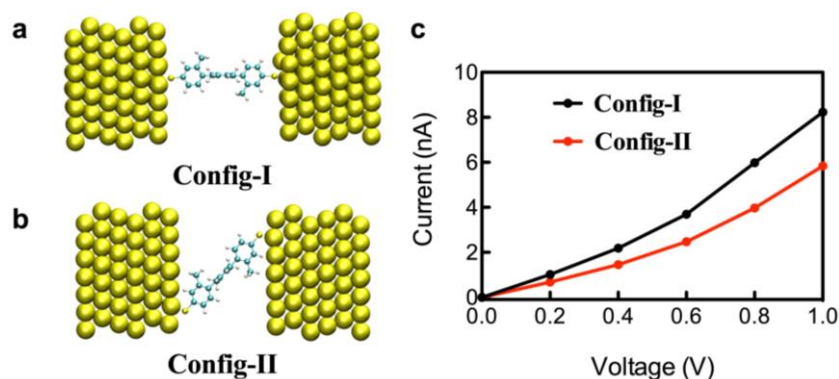 a
Config-I
b
Config-II
c
Current (nA)
10
8
6
4
2
0
Config-I
Config-II
0.0 0.2 0.4 0.6 0.8 1.0
Voltage (V)